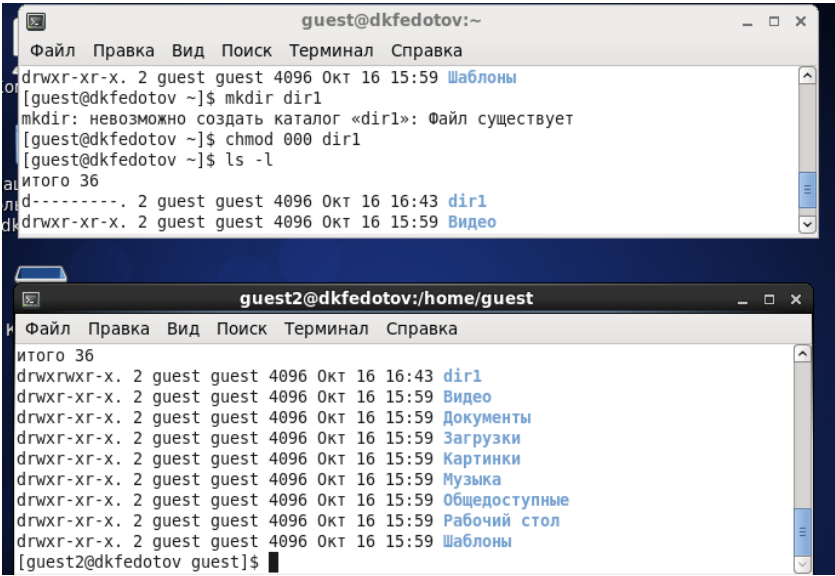 guest@dkfedotov:~
Файл Правка Вид Поиск Терминал Справка
drwxr-xr-x. 2 guest guest 4096 Окт 16 15:59 Шаблоны
[guest@dkfedotov ~]$ mkdir dir1
mkdir: невозможно создать каталог «dir1»: Файл существует
[guest@dkfedotov ~]$ chmod 000 dir1
[guest@dkfedotov ~]$ ls -l
итого 36
d---------. 2 guest guest 4096 Окт 16 16:43 dir1
drwxr-xr-x. 2 guest guest 4096 Окт 16 15:59 Видео
guest2@dkfedotov:/home/guest
Файл Правка Вид Поиск Терминал Справка
итого 36
drwxrwxr-x. 2 guest guest 4096 Окт 16 16:43 dir1
drwxr-xr-x. 2 guest guest 4096 Окт 16 15:59 Видео
drwxr-xr-x. 2 guest guest 4096 Окт 16 15:59 Документы
drwxr-xr-x. 2 guest guest 4096 Окт 16 15:59 Загрузки
drwxr-xr-x. 2 guest guest 4096 Окт 16 15:59 Картинки
drwxr-xr-x. 2 guest guest 4096 Окт 16 15:59 Музыка
drwxr-xr-x. 2 guest guest 4096 Окт 16 15:59 Общедоступные
drwxr-xr-x. 2 guest guest 4096 Окт 16 15:59 Рабочий стол
drwxr-xr-x. 2 guest guest 4096 Окт 16 15:59 Шаблоны
[guest2@dkfedotov guest]$